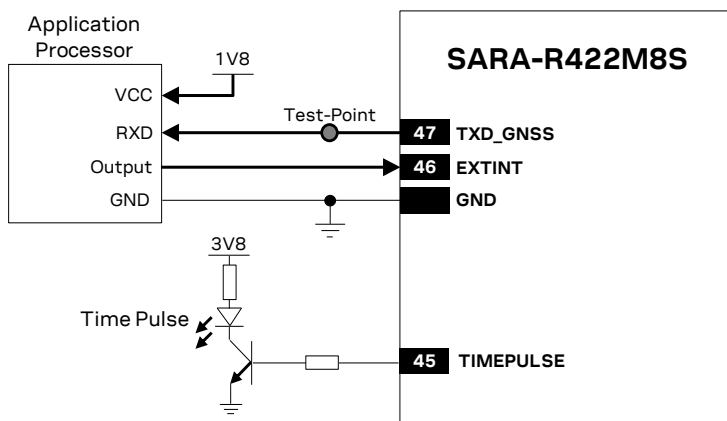 Application
Processor
1V8
SARA-R422M8S
VCC
Test-Point
RXD
47 TXD_GNSS
Output
46 EXTINT
GND
GND
3V8
Time Pulse
45 TIMEPULSE